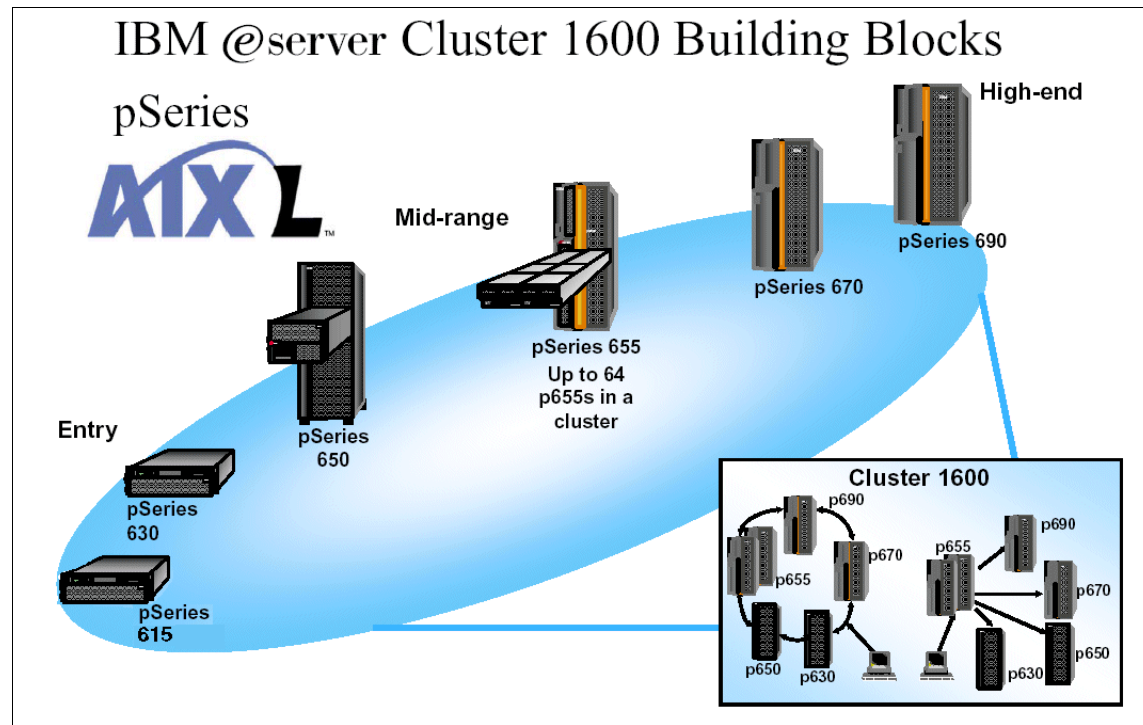 IBM @server Cluster 1600 Building Blocks
pSeries
AIX L
TM
High-end
pSeries 690
pSeries 670
Mid-range
pSeries 655
Up to 64
p655s in a
cluster
pSeries
650
Entry
pSeries
630
pSeries
615
Cluster 1600
p690
p670
p655
p650
p630
p655
p690
p670
p650
p630